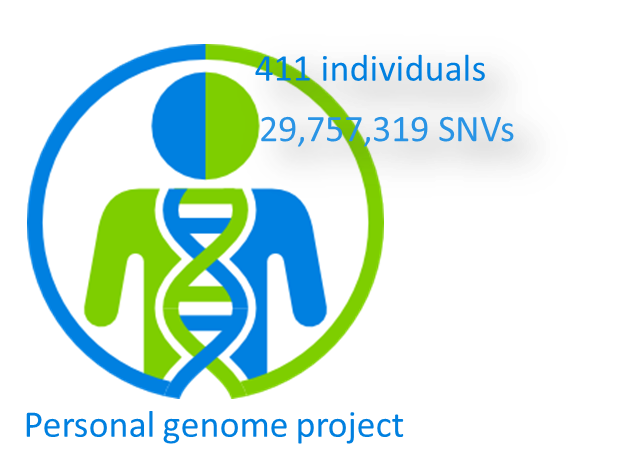 411 individuals
29,757,319 SNVs
Personal genome project